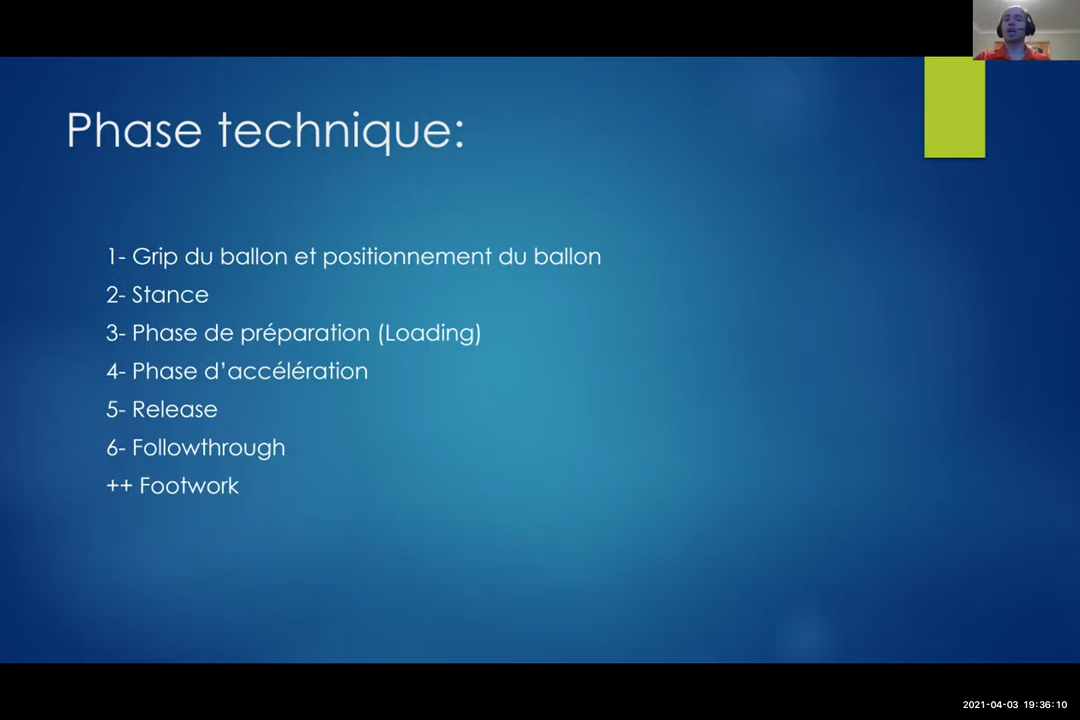 Phase technique:
1- Grip du ballon et positionnement du ballon
2- Stance
3- Phase de préparation (Loading)
4- Phase d’accélération
5- Release
6- Followthrough
++ Footwork
2021-04-03 19:36:10